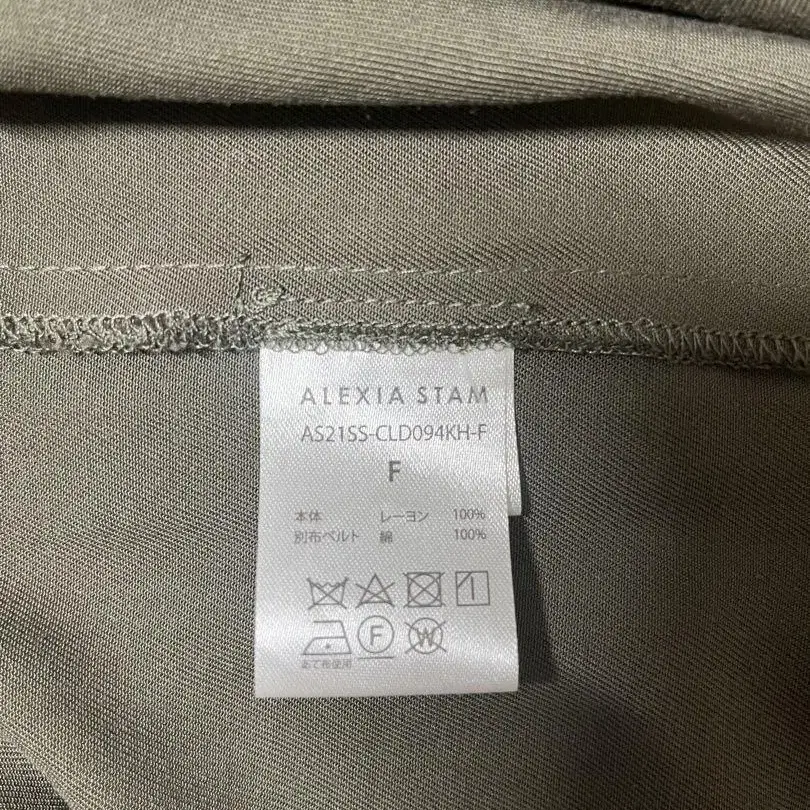 ALEXIA STAM
AS21SS-CLD094KH-F
F
本体 レーヨン 100%
別布ベルト 綿 100%
F W
あて布使用